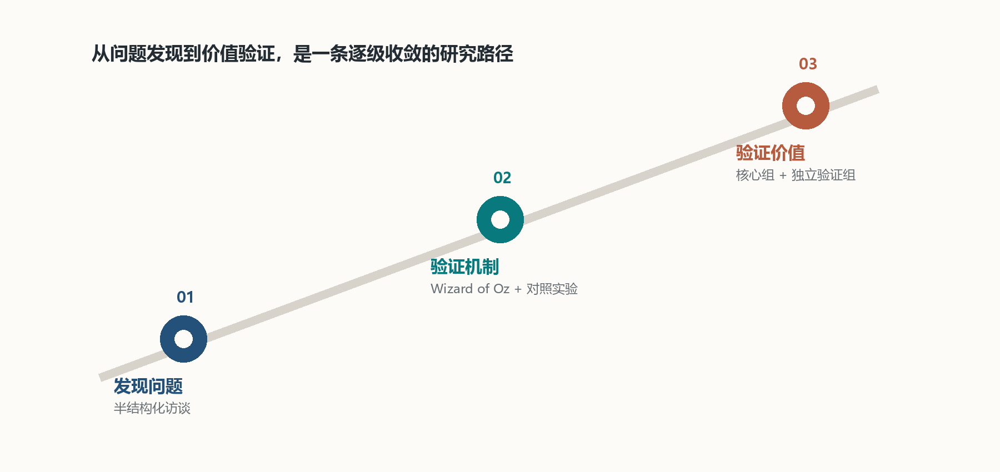 从问题发现到价值验证，是一条逐级收敛的研究路径
01
发现问题
半结构化访谈
02
验证机制
Wizard of Oz + 对照实验
03
验证价值
核心组 + 独立验证组